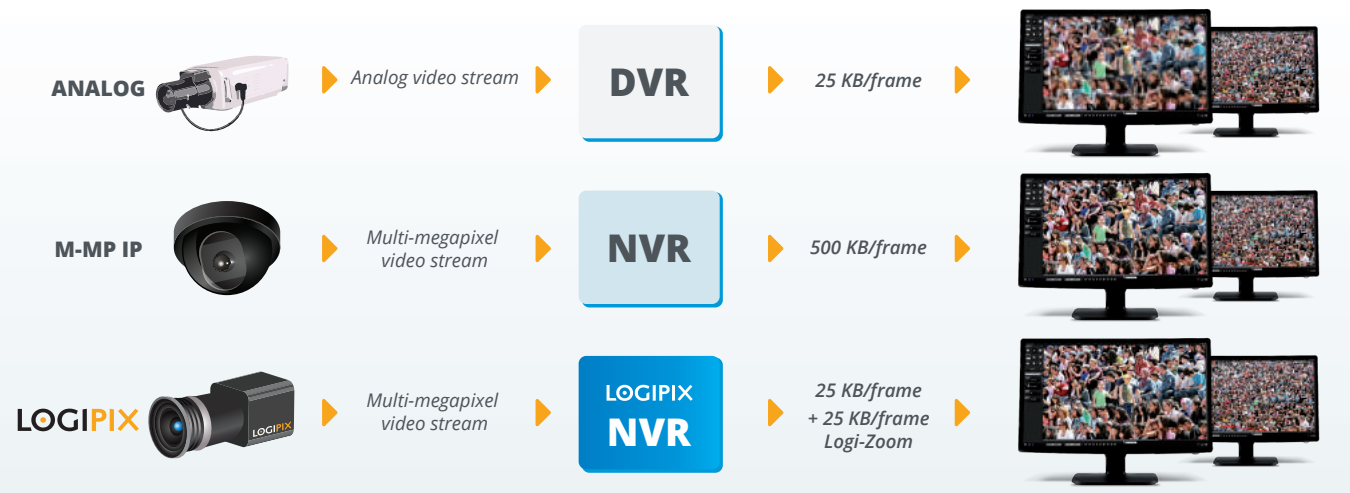 ANALOG
Analog video stream
DVR
25 KB/frame
M-MP IP
Multi-megapixel
video stream
NVR
500 KB/frame
LOGIPIX
LOGIPIX
Multi-megapixel
video stream
LOGIPIX
NVR
25 KB/frame
+ 25 KB/frame
Logi-Zoom